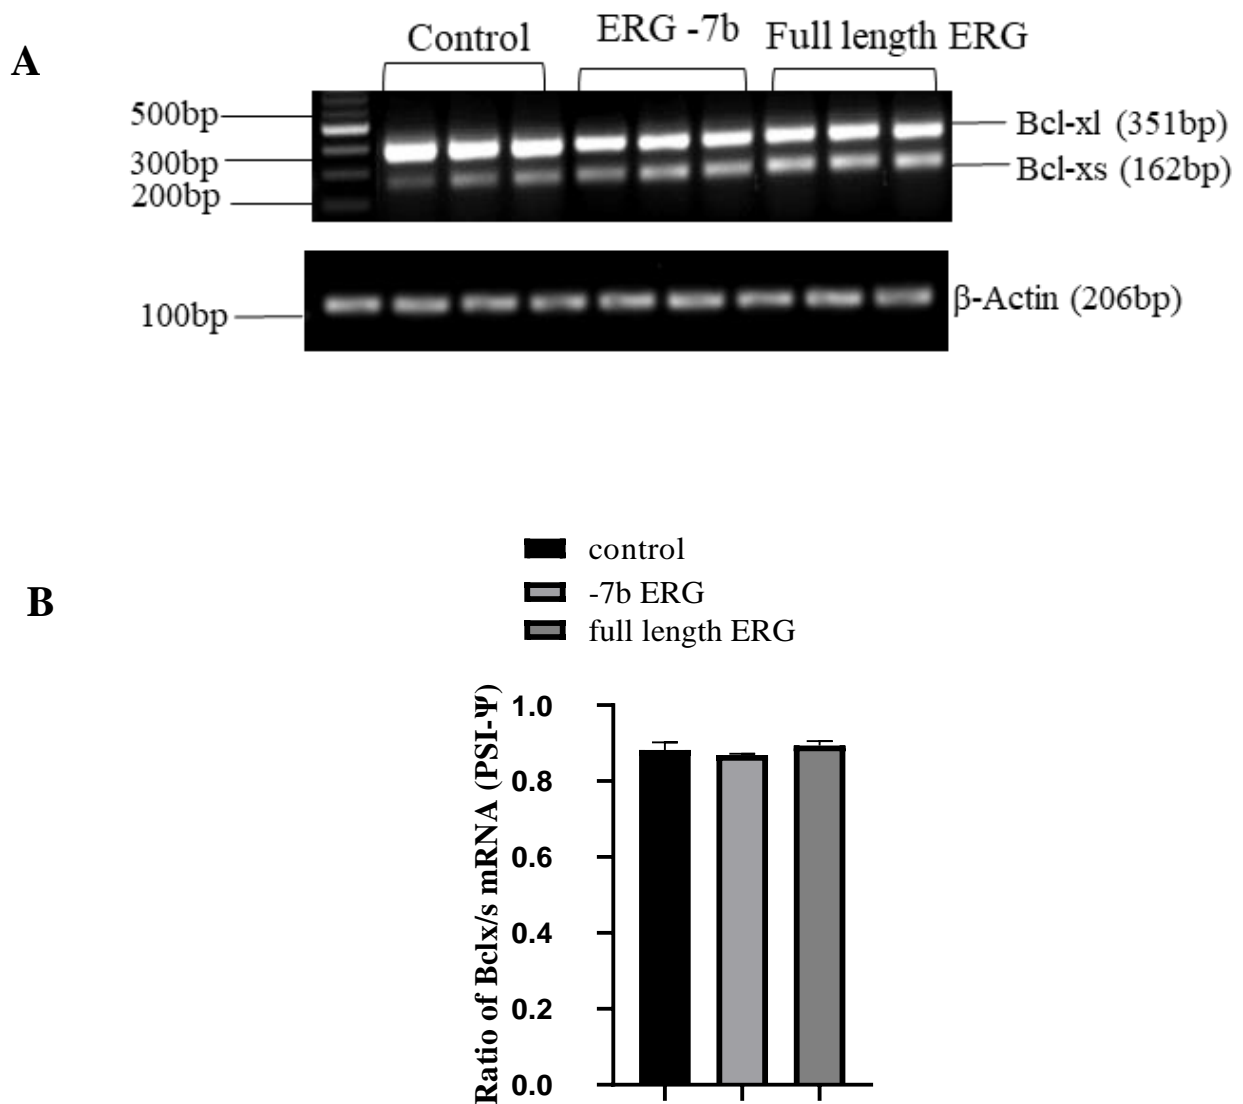 A
Control
ERG -7b
Full length ERG
500bp
300bp
200bp
Bcl-xl (351bp)
Bcl-xs (162bp)
100bp
β-Actin (206bp)
B
control
-7b ERG
full length ERG
Ratio of Bclx/s mRNA (PSI-Ψ)
1.0
0.8
0.6
0.4
0.2
0.0